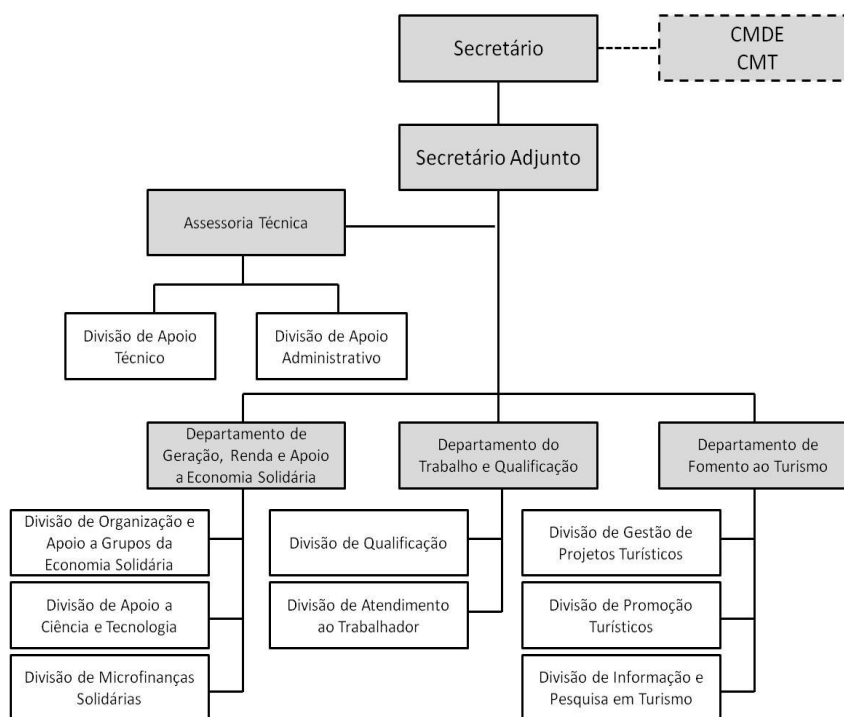 Secretário
CMDE
CMT
Secretário Adjunto
Assessoria Técnica
Divisão de Apoio
Técnico
Divisão de Apoio
Administrativo
Departamento de
Geração, Renda e Apoio
a Economia Solidária
Departamento do
Trabalho e Qualificação
Departamento de
Fomento ao Turismo
Divisão de Organização e
Apoio a Grupos da
Economia Solidária
Divisão de Apoio a
Ciência e Tecnologia
Divisão de Microfinanças
Solidárias
Divisão de Qualificação
Divisão de Atendimento
ao Trabalhador
Divisão de Gestão de
Projetos Turísticos
Divisão de Promoção
Turísticos
Divisão de Informação e
Pesquisa em Turismo